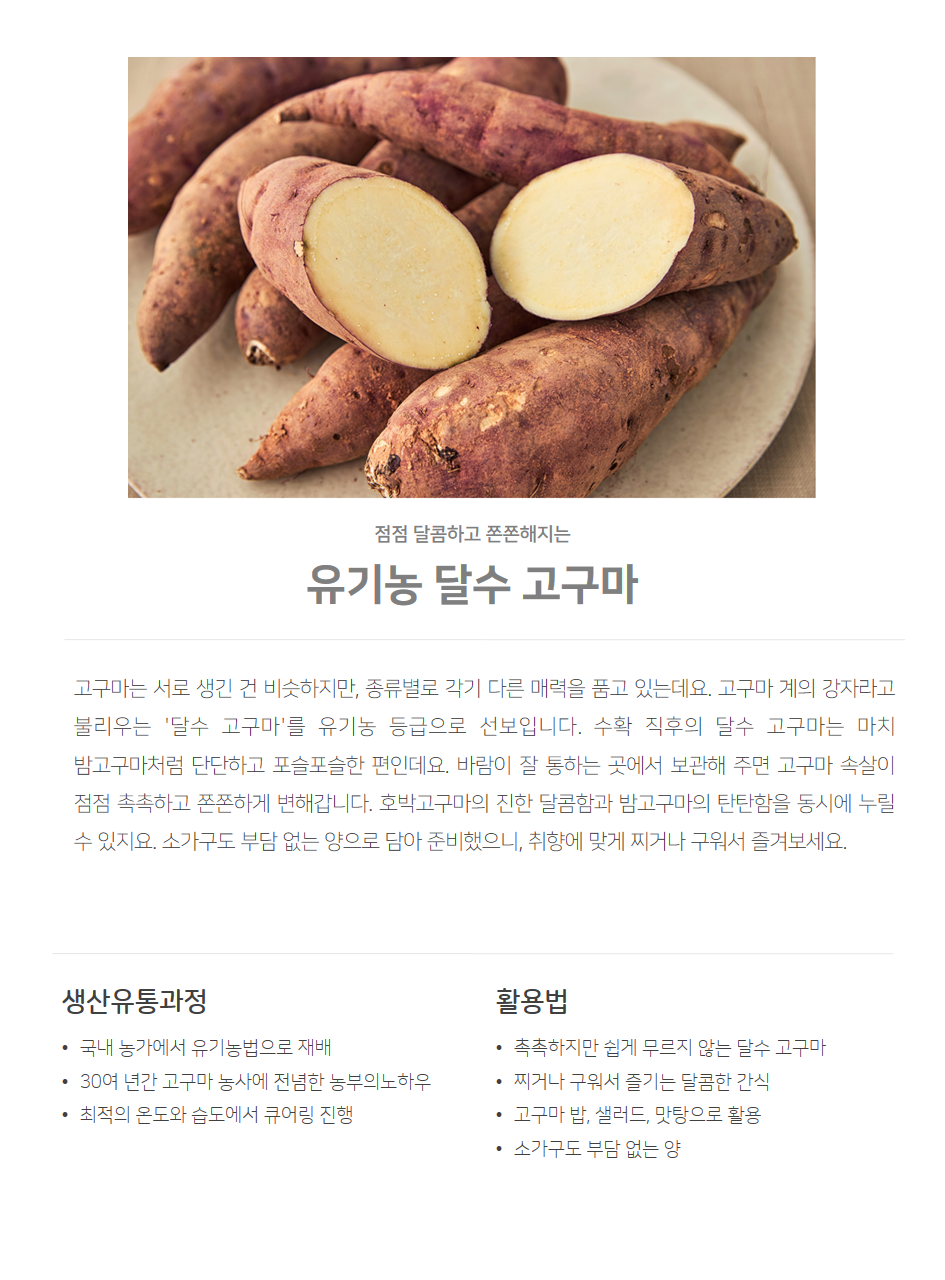 점점 달콤하고 쫀쫀해지는
유기농 달수 고구마
고구마는 서로 생긴 건 비슷하지만, 종류별로 각기 다른 매력을 품고 있는데요. 고구마 계의 강자라고
불리우는 '달수 고구마'를 유기농 등급으로 선보입니다. 수확 직후의 달수 고구마는 마치
밤고구마처럼 단단하고 포슬포슬한 편인데요. 바람이 잘 통하는 곳에서 보관해 주면 고구마 속살이
점점 촉촉하고 쫀쫀하게 변해갑니다. 호박고구마의 진한 달콤함과 밤고구마의 탄탄함을 동시에 누릴
수 있지요. 소가구도 부담 없는 양으로 담아 준비했으니, 취향에 맞게 찌거나 구워서 즐겨보세요.
생산유통과정
• 국내 농가에서 유기농법으로 재배
• 30여 년간 고구마 농사에 전념한 농부의노하우
• 최적의 온도와 습도에서 큐어링 진행
활용법
• 촉촉하지만 쉽게 무르지 않는 달수 고구마
• 찌거나 구워서 즐기는 달콤한 간식
• 고구마 밥, 샐러드, 맛탕으로 활용
• 소가구도 부담 없는 양